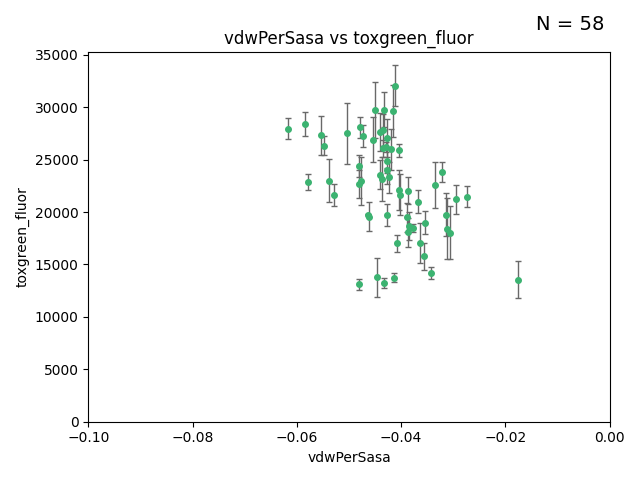 N = 58
vdwPerSasa vs toxgreen_fluor
35000
30000
25000
20000
15000
10000
5000
0
toxgreen_fluor
−0.10 −0.08 −0.06 −0.04 −0.02 0.00
vdwPerSasa